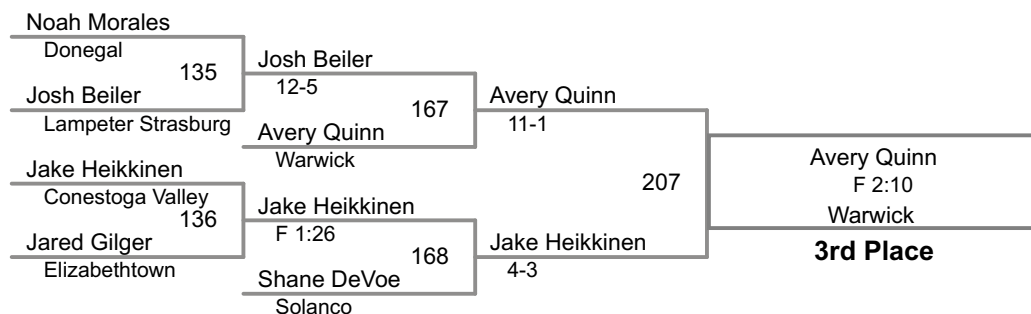 Noah Morales
Donegal
135
Josh Beiler
Lampeter Strasburg
Josh Beiler
12-5
167
Avery Quinn
Warwick
Avery Quinn
11-1
Jake Heikkinen
Conestoga Valley
136
Jared Gilger
Elizabethtown
Jake Heikkinen
F 1:26
168
Shane DeVoe
Solanco
Jake Heikkinen
4-3
207
Avery Quinn
F 2:10
Warwick
3rd Place